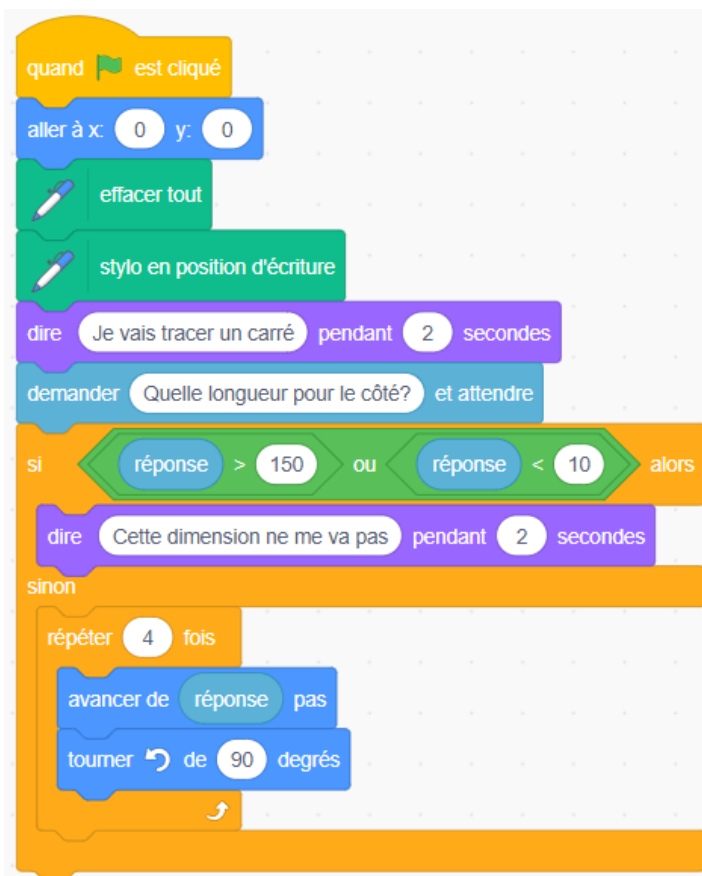 quand est cliqué
aller à x: 0 y: 0
effacer tout
stylo en position d'écriture
dire Je vais tracer un carré pendant 2 secondes
demander Quelle longueur pour le côté? et attendre
si réponse > 150 ou réponse < 10 alors
dire Cette dimension ne me va pas pendant 2 secondes
sinon
répéter 4 fois
avancer de réponse pas
tourner de 90 degrés